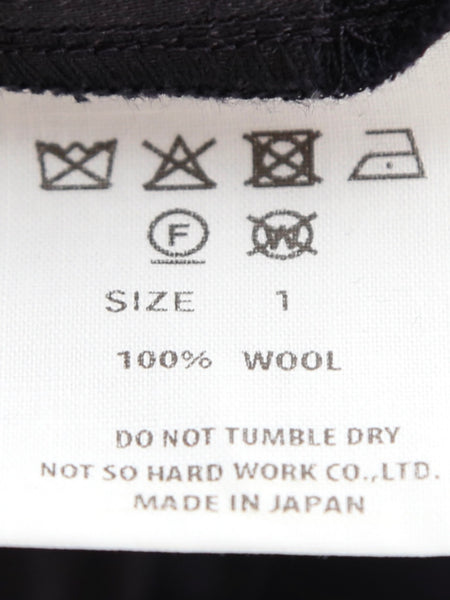 F W
SIZE 1
100% WOOL
DO NOT TUMBLE DRY
NOT SO HARD WORK CO.,LTD.
MADE IN JAPAN